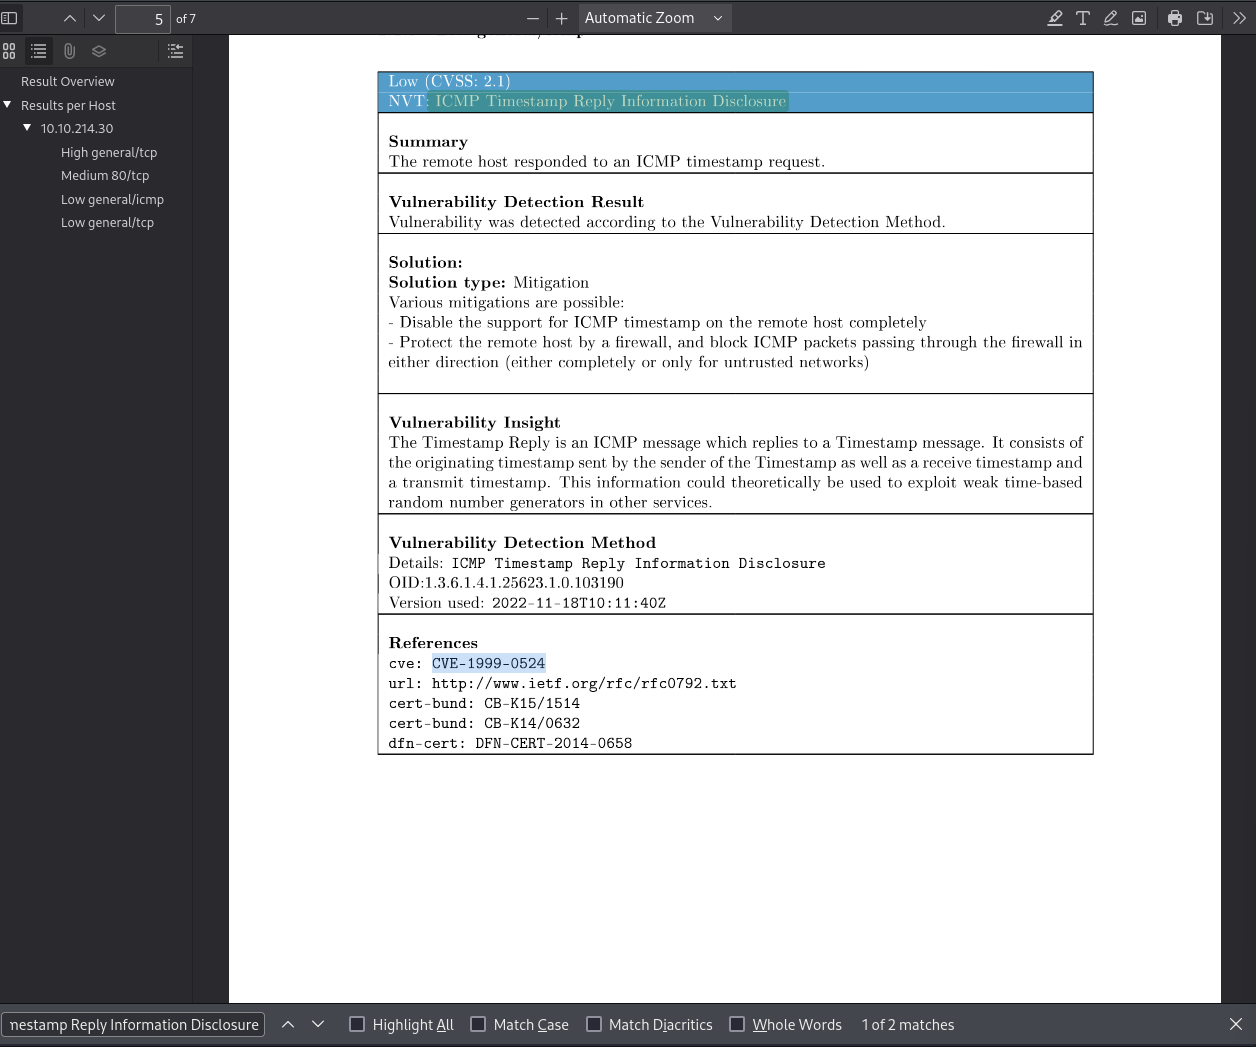 5 of 7
Automatic Zoom
Result Overview
Results per Host
10.10.214.30
High general/tcp
Medium 80/tcp
Low general/icmp
Low general/tcp
Low (CVSS: 2.1)
NVT: ICMP Timestamp Reply Information Disclosure
Summary
The remote host responded to an ICMP timestamp request.
Vulnerability Detection Result
Vulnerability was detected according to the Vulnerability Detection Method.
Solution:
Solution type: Mitigation
Various mitigations are possible:
- Disable the support for ICMP timestamp on the remote host completely
- Protect the remote host by a firewall, and block ICMP packets passing through the firewall in
either direction (either completely or only for untrusted networks)
Vulnerability Insight
The Timestamp Reply is an ICMP message which replies to a Timestamp message. It consists of
the originating timestamp sent by the sender of the Timestamp as well as a receive timestamp and
a transmit timestamp. This information could theoretically be used to exploit weak time-based
random number generators in other services.
Vulnerability Detection Method
Details: ICMP Timestamp Reply Information Disclosure
OID:1.3.6.1.4.1.25623.1.0.103190
Version used: 2022-11-18T10:11:40Z
References
cve: CVE-1999-0524
url: http://www.ietf.org/rfc/rfc0792.txt
cert-bund: CB-K15/1514
cert-bund: CB-K14/0632
dfn-cert: DFN-CERT-2014-0658
nestamp Reply Information Disclosure Highlight All Match Case Match Diacritics Whole Words 1 of 2 matches